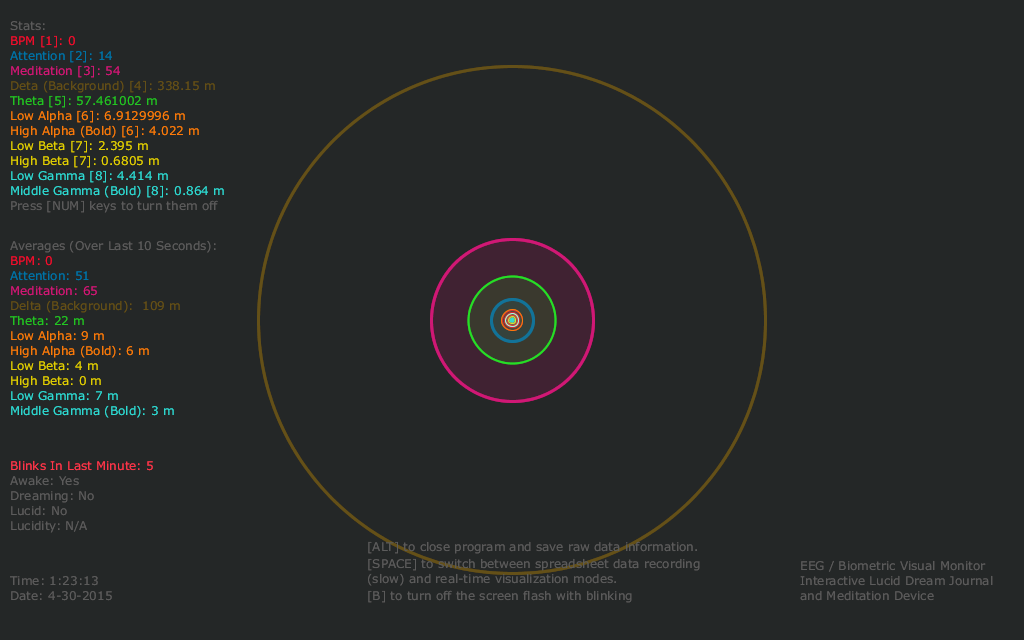 Stats:
BPM [1]: 0
Attention [2]: 14
Meditation [3]: 54
Deta (Background) [4]: 338.15 m
Theta [5]: 57.461002 m
Low Alpha [6]: 6.9129996 m
High Alpha (Bold) [6]: 4.022 m
Low Beta [7]: 2.395 m
High Beta [7]: 0.6805 m
Low Gamma [8]: 4.414 m
Middle Gamma (Bold) [8]: 0.864 m
Press [NUM] keys to turn them off
Averages (Over Last 10 Seconds):
BPM: 0
Attention: 51
Meditation: 65
Delta (Background):  109 m
Theta: 22 m
Low Alpha: 9 m
High Alpha (Bold): 6 m
Low Beta: 4 m
High Beta: 0 m
Low Gamma: 7 m
Middle Gamma (Bold): 3 m
Blinks In Last Minute: 5
Awake: Yes
Dreaming: No
Lucid: No
Lucidity: N/A
Time: 1:23:13
Date: 4-30-2015
[ALT] to close program and save raw data information.
[SPACE] to switch between spreadsheet data recording
(slow) and real-time visualization modes.
[B] to turn off the screen flash with blinking
EEG / Biometric Visual Monitor
Interactive Lucid Dream Journal
and Meditation Device